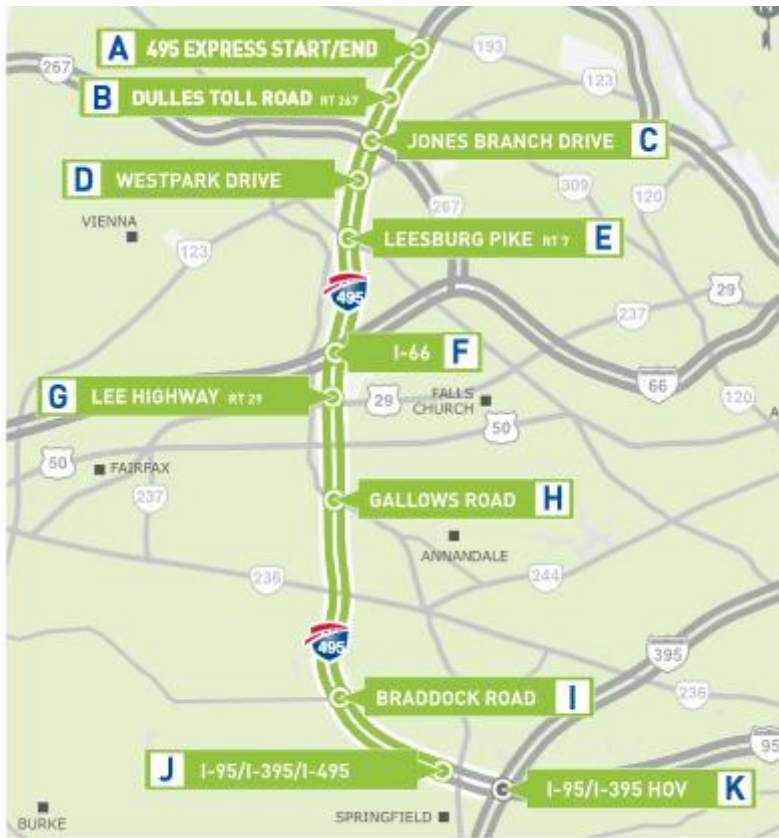 A 495 EXPRESS START/END
193
267
123
B DULLES TOLL ROAD RT 267
JONES BRANCH DRIVE C
D WESTPARK DRIVE
309
120
267
VIENNA
123
LEESBURG PIKE RT 7 E
495
29
237
I-66 F
66
G LEE HIGHWAY RT 29
29
FALLS
CHURCH
120
50
50
FAIRFAX
237
GALLOWS ROAD H
ANNANDALE
236
244
495
395
236
BRADDOCK ROAD I
95
J I-95/I-395/I-495
I-95/I-395 HOV K
SPRINGFIELD
BURKE